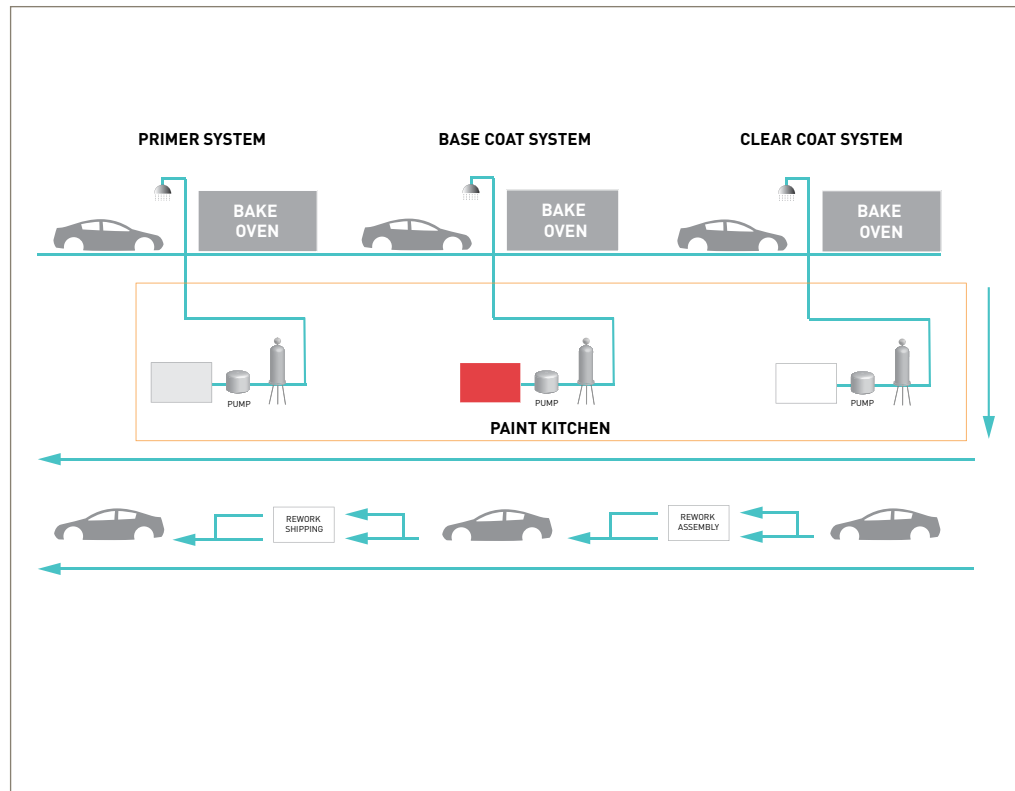 PRIMER SYSTEM
BASE COAT SYSTEM
CLEAR COAT SYSTEM
BAKE
OVEN
BAKE
OVEN
BAKE
OVEN
PUMP
PUMP
PUMP
PAINT KITCHEN
REWORK
SHIPPING
REWORK
ASSEMBLY